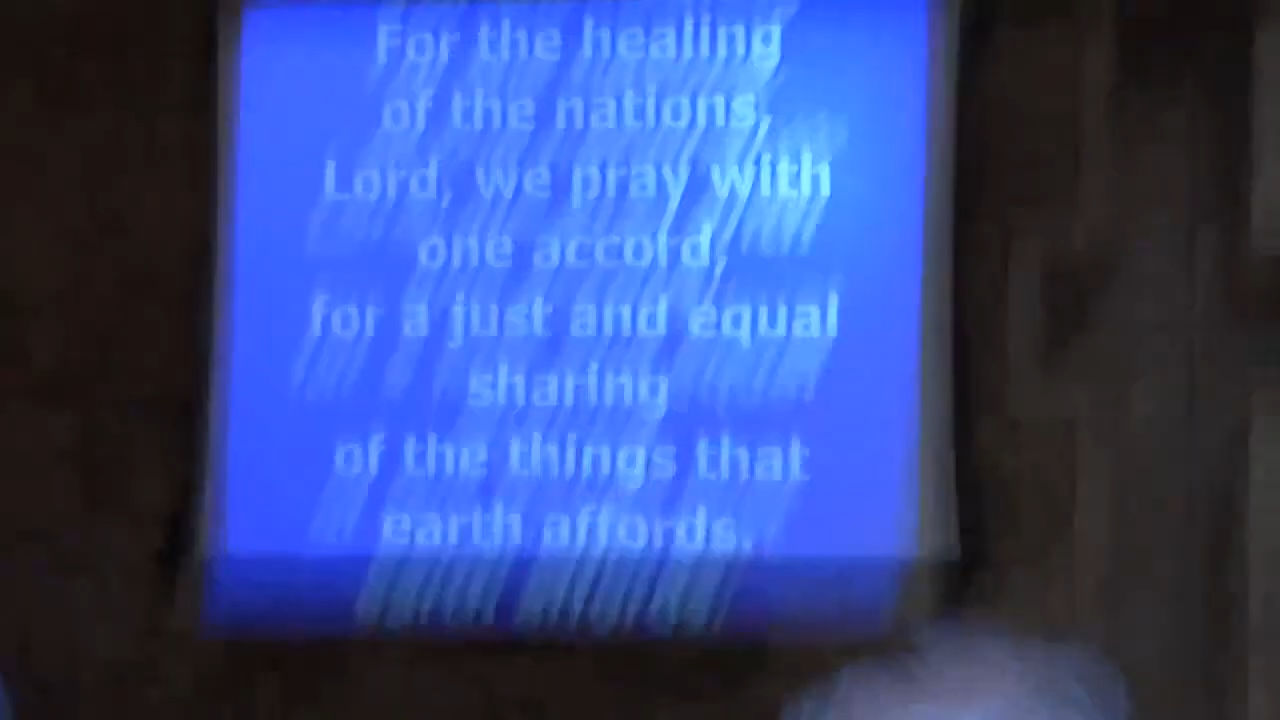 For the healing
of the nations,
Lord, we pray with
one accord,
for a just and equal
sharing
of the things that
earth affords.